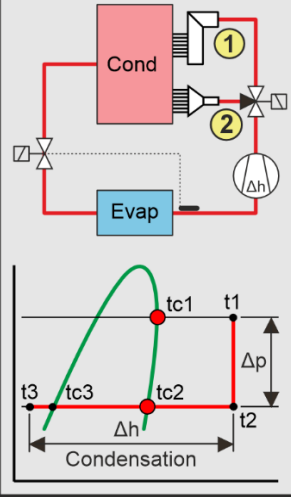 Cond
1
2
Δh
Evap
tc1
t1
Δp
t3
tc3
tc2
t2
Δh
Condensation